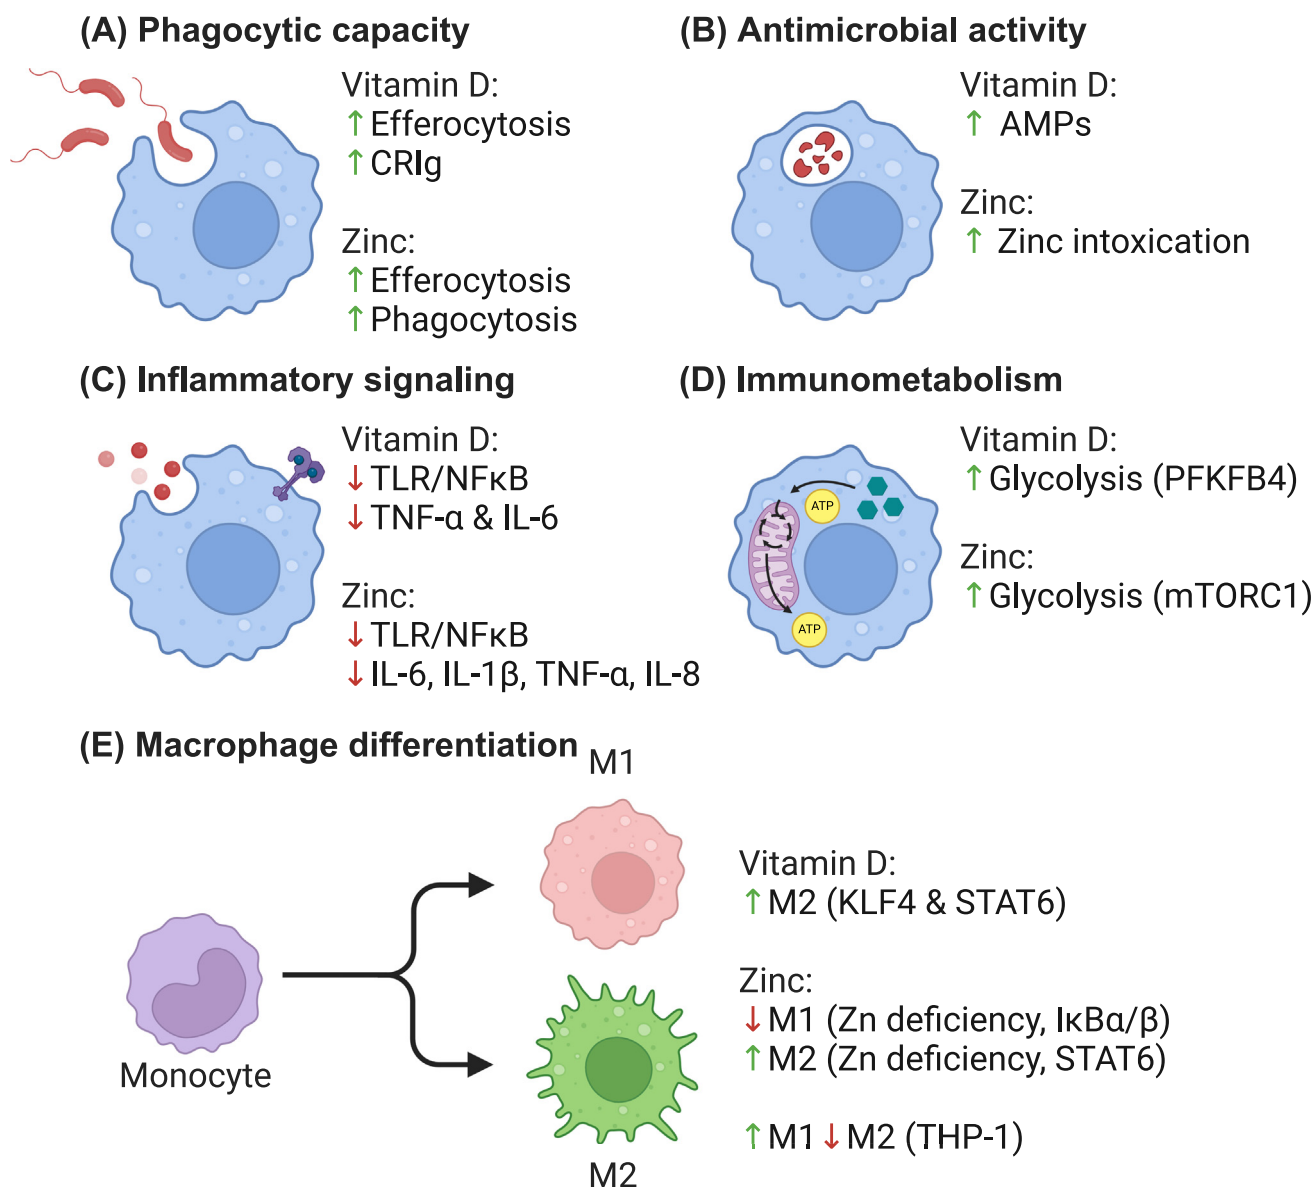 (A) Phagocytic capacity
Vitamin D:
↑ Efferocytosis
↑ CRIg
Zinc:
↑ Efferocytosis
↑ Phagocytosis
(B) Antimicrobial activity
Vitamin D:
↑ AMPs
Zinc:
↑ Zinc intoxication
(C) Inflammatory signaling
Vitamin D:
↓ TLR/NFκB
↓ TNF-α & IL-6
Zinc:
↓ TLR/NFκB
↓ IL-6, IL-1β, TNF-α, IL-8
(D) Immunometabolism
ATP
ATP
Vitamin D:
↑ Glycolysis (PFKFB4)
Zinc:
↑ Glycolysis (mTORC1)
(E) Macrophage differentiation
Monocyte
M1
M2
Vitamin D:
↑ M2 (KLF4 & STAT6)
Zinc:
↓ M1 (Zn deficiency, IκBα/β)
↑ M2 (Zn deficiency, STAT6)
↑ M1 ↓ M2 (THP-1)